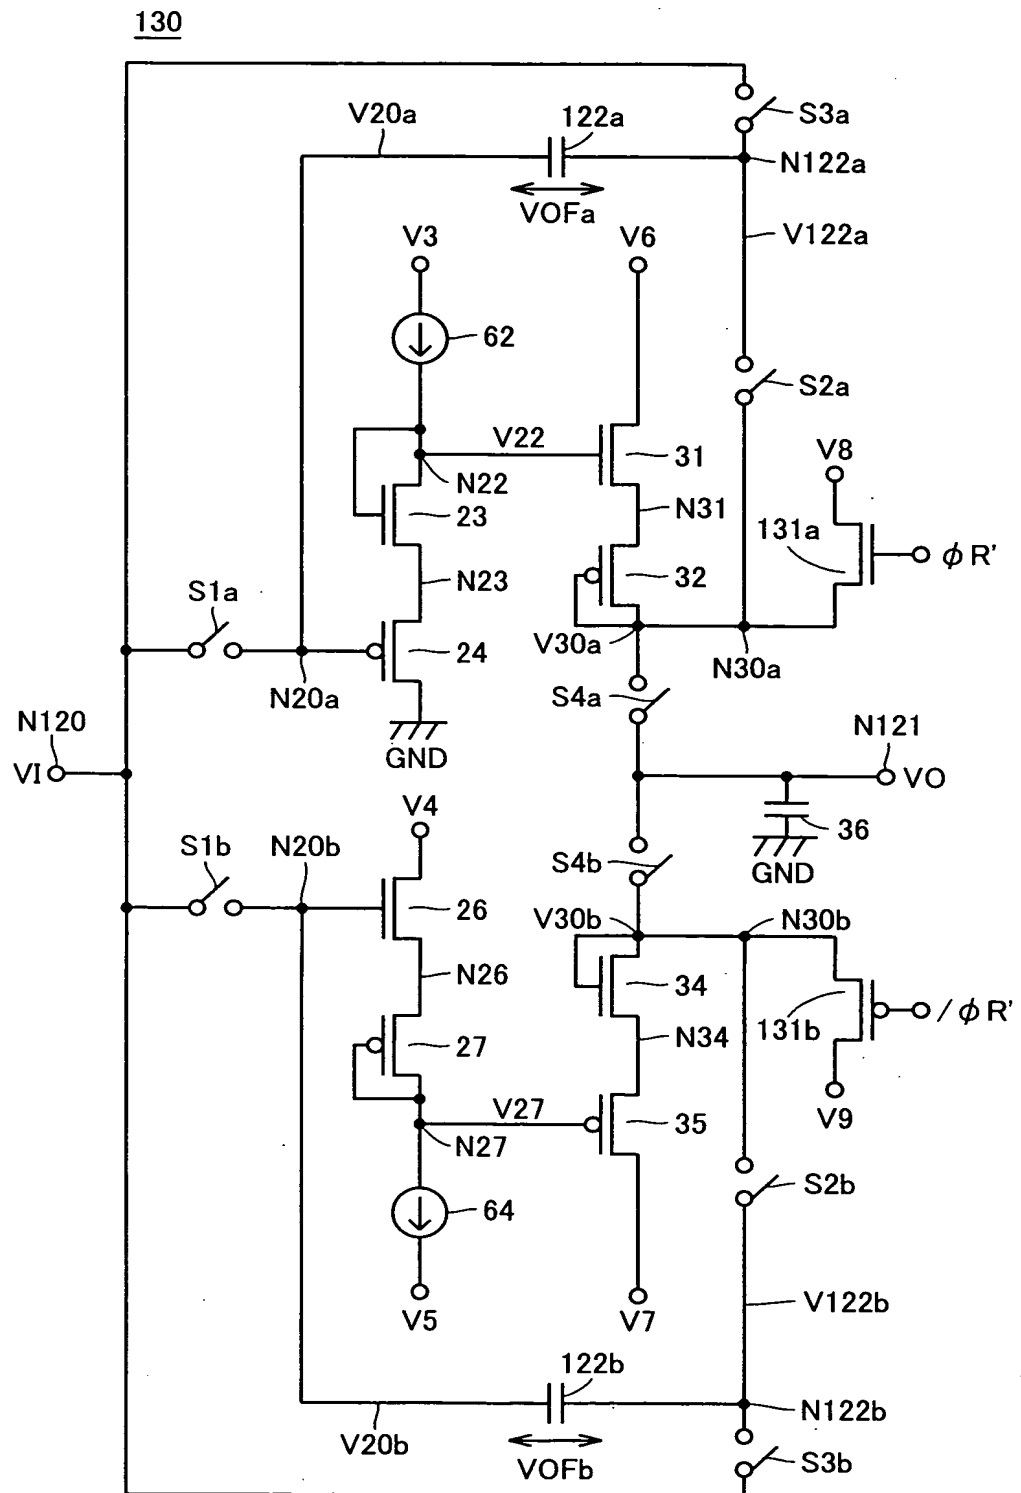 130
V20a
122a
S3a
N122a
VOFa
V3
V6
V122a
62
S2a
V22
31
V8
N22
23
N31
131a
φR'
N23
32
S1a
24
V30a
N30a
N20a
S4a
N120
GND
N121
VI
VO
V4
36
S1b
N20b
S4b
GND
26
V30b
N30b
N26
34
131b
/φR'
27
N34
V27
35
V9
N27
64
S2b
V5
V7
V122b
122b
N122b
V20b
VOFb
S3b